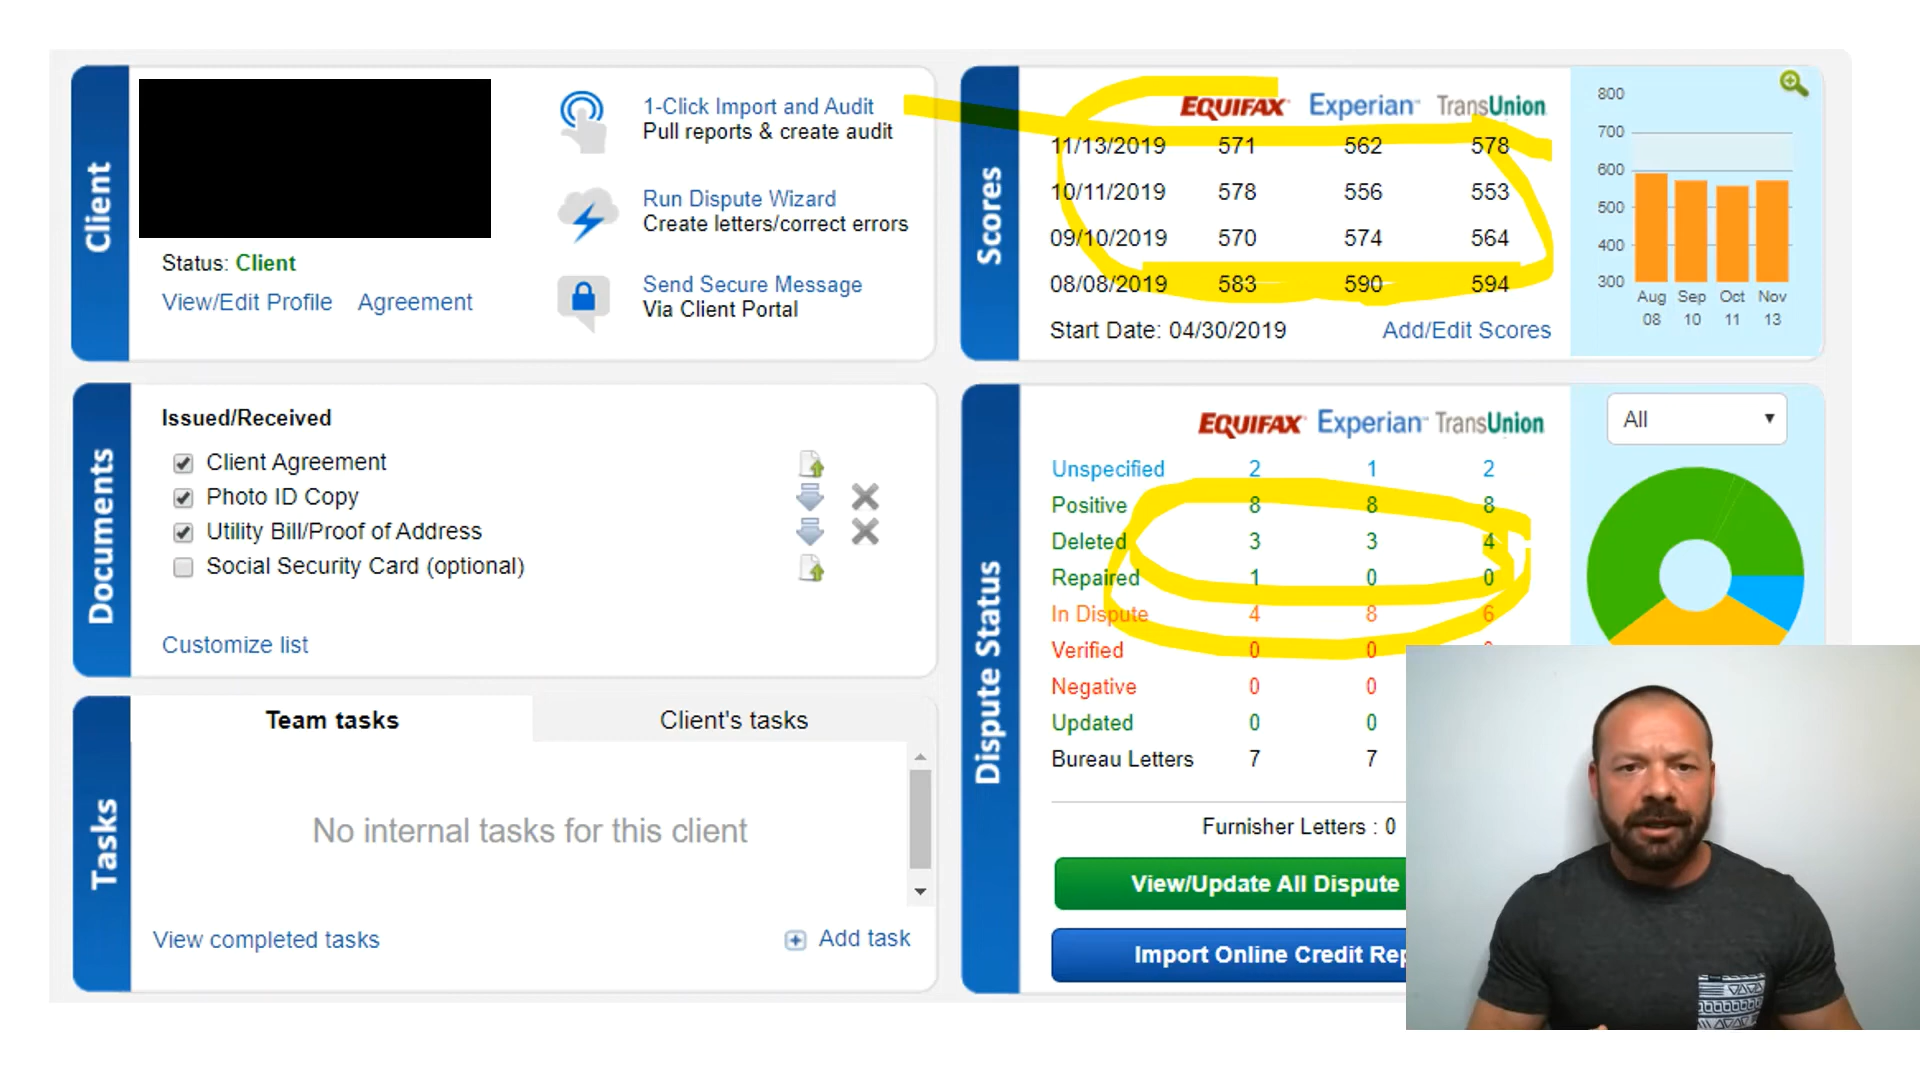 Client
Status: Client
View/Edit Profile Agreement
1-Click Import and Audit
Pull reports & create audit
Run Dispute Wizard
Create letters/correct errors
Send Secure Message
Via Client Portal
Scores
EQUIFAX Experian TransUnion
11/13/2019 571 562 578
10/11/2019 578 556 553
09/10/2019 570 574 564
08/08/2019 583 590 594
Start Date: 04/30/2019 Add/Edit Scores
800
700
600
500
400
300
Aug Sep Oct Nov
08 10 11 13
Documents
Issued/Received
Client Agreement
Photo ID Copy
Utility Bill/Proof of Address
Social Security Card (optional)
Customize list
Tasks
Team tasks Client's tasks
No internal tasks for this client
View completed tasks Add task
Dispute Status
EQUIFAX Experian TransUnion
All
Unspecified 2 1 2
Positive 8 8 8
Deleted 3 3 4
Repaired 1 0 0
In Dispute 4 8 6
Verified 0 0
Negative 0 0
Updated 0 0
Bureau Letters 7 7
Furnisher Letters : 0
View/Update All Dispute
Import Online Credit Rep